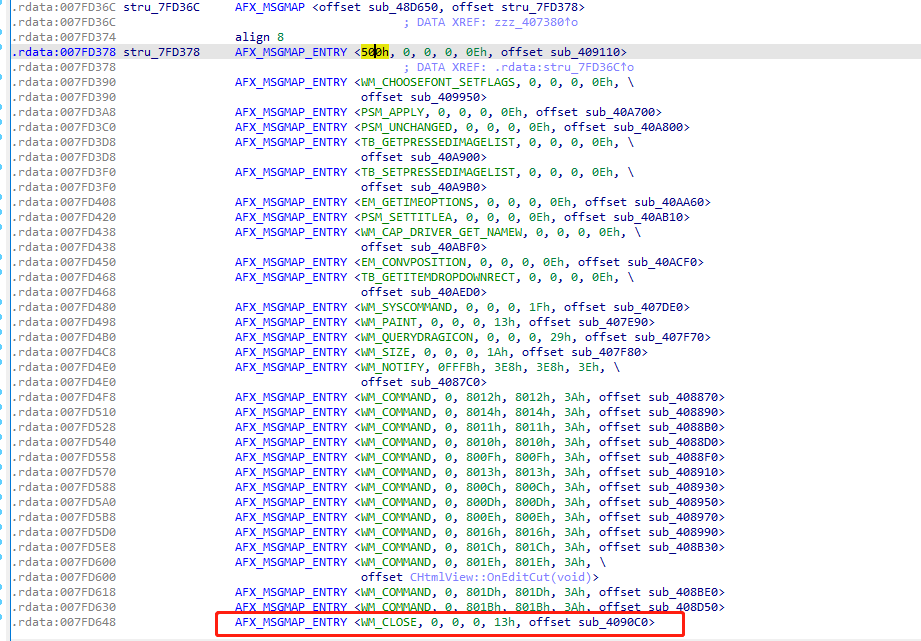 .rdata:007FD36C stru_7FD36C AFX_MSGMAP <offset sub_48D650, offset stru_7FD378>
.rdata:007FD36C ; DATA XREF: zzz_407380↑o
.rdata:007FD374 align 8
.rdata:007FD378 stru_7FD378 AFX_MSGMAP_ENTRY <500h, 0, 0, 0, 0Eh, offset sub_409110>
.rdata:007FD378 ; DATA XREF: .rdata:stru_7FD36C↑o
.rdata:007FD390 AFX_MSGMAP_ENTRY <WM_CHOOSEFONT_SETFLAGS, 0, 0, 0, 0Eh, \
.rdata:007FD390 offset sub_409950>
.rdata:007FD3A8 AFX_MSGMAP_ENTRY <PSM_APPLY, 0, 0, 0, 0Eh, offset sub_40A700>
.rdata:007FD3C0 AFX_MSGMAP_ENTRY <PSM_UNCHANGED, 0, 0, 0, 0Eh, offset sub_40A800>
.rdata:007FD3D8 AFX_MSGMAP_ENTRY <TB_GETPRESSEDIMAGELIST, 0, 0, 0, 0Eh, \
.rdata:007FD3D8 offset sub_40A900>
.rdata:007FD3F0 AFX_MSGMAP_ENTRY <TB_SETPRESSEDIMAGELIST, 0, 0, 0, 0Eh, \
.rdata:007FD3F0 offset sub_40A9B0>
.rdata:007FD408 AFX_MSGMAP_ENTRY <EM_GETIMEOPTIONS, 0, 0, 0, 0Eh, offset sub_40AA60>
.rdata:007FD420 AFX_MSGMAP_ENTRY <PSM_SETTITLEA, 0, 0, 0, 0Eh, offset sub_40AB10>
.rdata:007FD438 AFX_MSGMAP_ENTRY <WM_CAP_DRIVER_GET_NAMEW, 0, 0, 0, 0Eh, \
.rdata:007FD438 offset sub_40ABF0>
.rdata:007FD450 AFX_MSGMAP_ENTRY <EM_CONVPOSITION, 0, 0, 0, 0Eh, offset sub_40ACF0>
.rdata:007FD468 AFX_MSGMAP_ENTRY <TB_GETITEMDROPDOWNRECT, 0, 0, 0, 0Eh, \
.rdata:007FD468 offset sub_40AED0>
.rdata:007FD480 AFX_MSGMAP_ENTRY <WM_SYSCOMMAND, 0, 0, 0, 1Fh, offset sub_407DE0>
.rdata:007FD498 AFX_MSGMAP_ENTRY <WM_PAINT, 0, 0, 0, 13h, offset sub_407E90>
.rdata:007FD4B0 AFX_MSGMAP_ENTRY <WM_QUERYDRAGICON, 0, 0, 0, 29h, offset sub_407F70>
.rdata:007FD4C8 AFX_MSGMAP_ENTRY <WM_SIZE, 0, 0, 0, 1Ah, offset sub_407F80>
.rdata:007FD4E0 AFX_MSGMAP_ENTRY <WM_NOTIFY, 0FFFBh, 3E8h, 3E8h, 3Eh, \
.rdata:007FD4E0 offset sub_4087C0>
.rdata:007FD4F8 AFX_MSGMAP_ENTRY <WM_COMMAND, 0, 8012h, 8012h, 3Ah, offset sub_408870>
.rdata:007FD510 AFX_MSGMAP_ENTRY <WM_COMMAND, 0, 8014h, 8014h, 3Ah, offset sub_408890>
.rdata:007FD528 AFX_MSGMAP_ENTRY <WM_COMMAND, 0, 8011h, 8011h, 3Ah, offset sub_4088B0>
.rdata:007FD540 AFX_MSGMAP_ENTRY <WM_COMMAND, 0, 8010h, 8010h, 3Ah, offset sub_4088D0>
.rdata:007FD558 AFX_MSGMAP_ENTRY <WM_COMMAND, 0, 800Fh, 800Fh, 3Ah, offset sub_4088F0>
.rdata:007FD570 AFX_MSGMAP_ENTRY <WM_COMMAND, 0, 8013h, 8013h, 3Ah, offset sub_408910>
.rdata:007FD588 AFX_MSGMAP_ENTRY <WM_COMMAND, 0, 800Ch, 800Ch, 3Ah, offset sub_408930>
.rdata:007FD5A0 AFX_MSGMAP_ENTRY <WM_COMMAND, 0, 800Dh, 800Dh, 3Ah, offset sub_408950>
.rdata:007FD5B8 AFX_MSGMAP_ENTRY <WM_COMMAND, 0, 800Eh, 800Eh, 3Ah, offset sub_408970>
.rdata:007FD5D0 AFX_MSGMAP_ENTRY <WM_COMMAND, 0, 8016h, 8016h, 3Ah, offset sub_408990>
.rdata:007FD5E8 AFX_MSGMAP_ENTRY <WM_COMMAND, 0, 801Ch, 801Ch, 3Ah, offset sub_408B30>
.rdata:007FD600 AFX_MSGMAP_ENTRY <WM_COMMAND, 0, 801Eh, 801Eh, 3Ah, \
.rdata:007FD600 offset CHtmlView::OnEditCut(void)>
.rdata:007FD618 AFX_MSGMAP_ENTRY <WM_COMMAND, 0, 801Dh, 801Dh, 3Ah, offset sub_408BE0>
.rdata:007FD630 AFX_MSGMAP_ENTRY <WM_COMMAND, 0, 801Bh, 801Bh, 3Ah, offset sub_408D50>
.rdata:007FD648 AFX_MSGMAP_ENTRY <WM_CLOSE, 0, 0, 0, 13h, offset sub_4090C0>